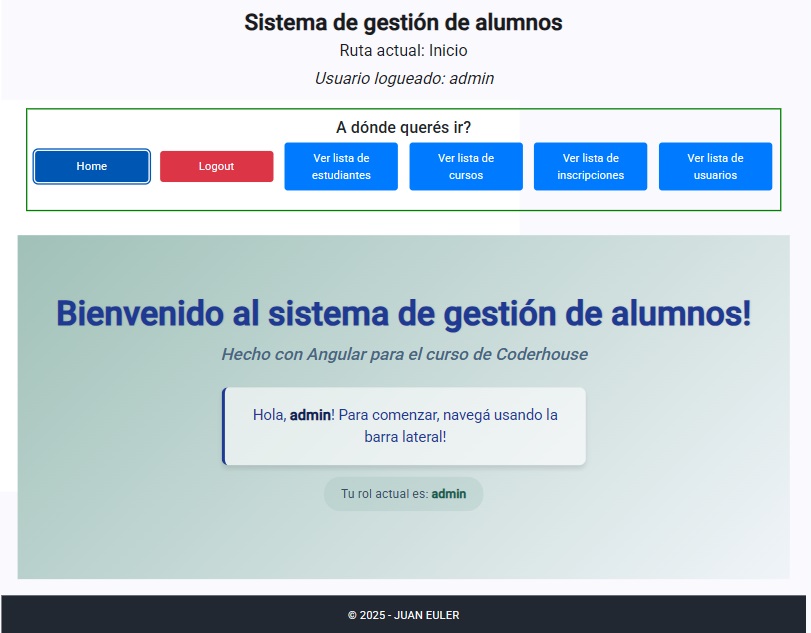 Sistema de gestión de alumnos
Ruta actual: Inicio
Usuario logueado: admin
A dónde querés ir?
Home
Logout
Ver lista de
estudiantes
Ver lista de
cursos
Ver lista de
inscripciones
Ver lista de
usuarios
Bienvenido al sistema de gestión de alumnos!
Hecho con Angular para el curso de Coderhouse
Hola, admin! Para comenzar, navegá usando la
barra lateral!
Tu rol actual es: admin
© 2025 - JUAN EULER